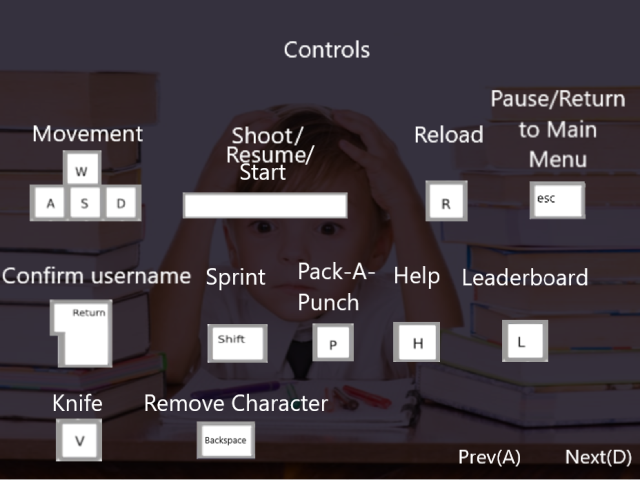 Controls
Movement
W
A S D
Shoot/
Resume/
Start
Reload
R
Pause/Return
to Main
Menu
esc
Confirm username
Return
Sprint
Shift
Pack-A-
Punch
P
Help
H
Leaderboard
L
Knife
V
Remove Character
Backspace
Prev(A)
Next(D)